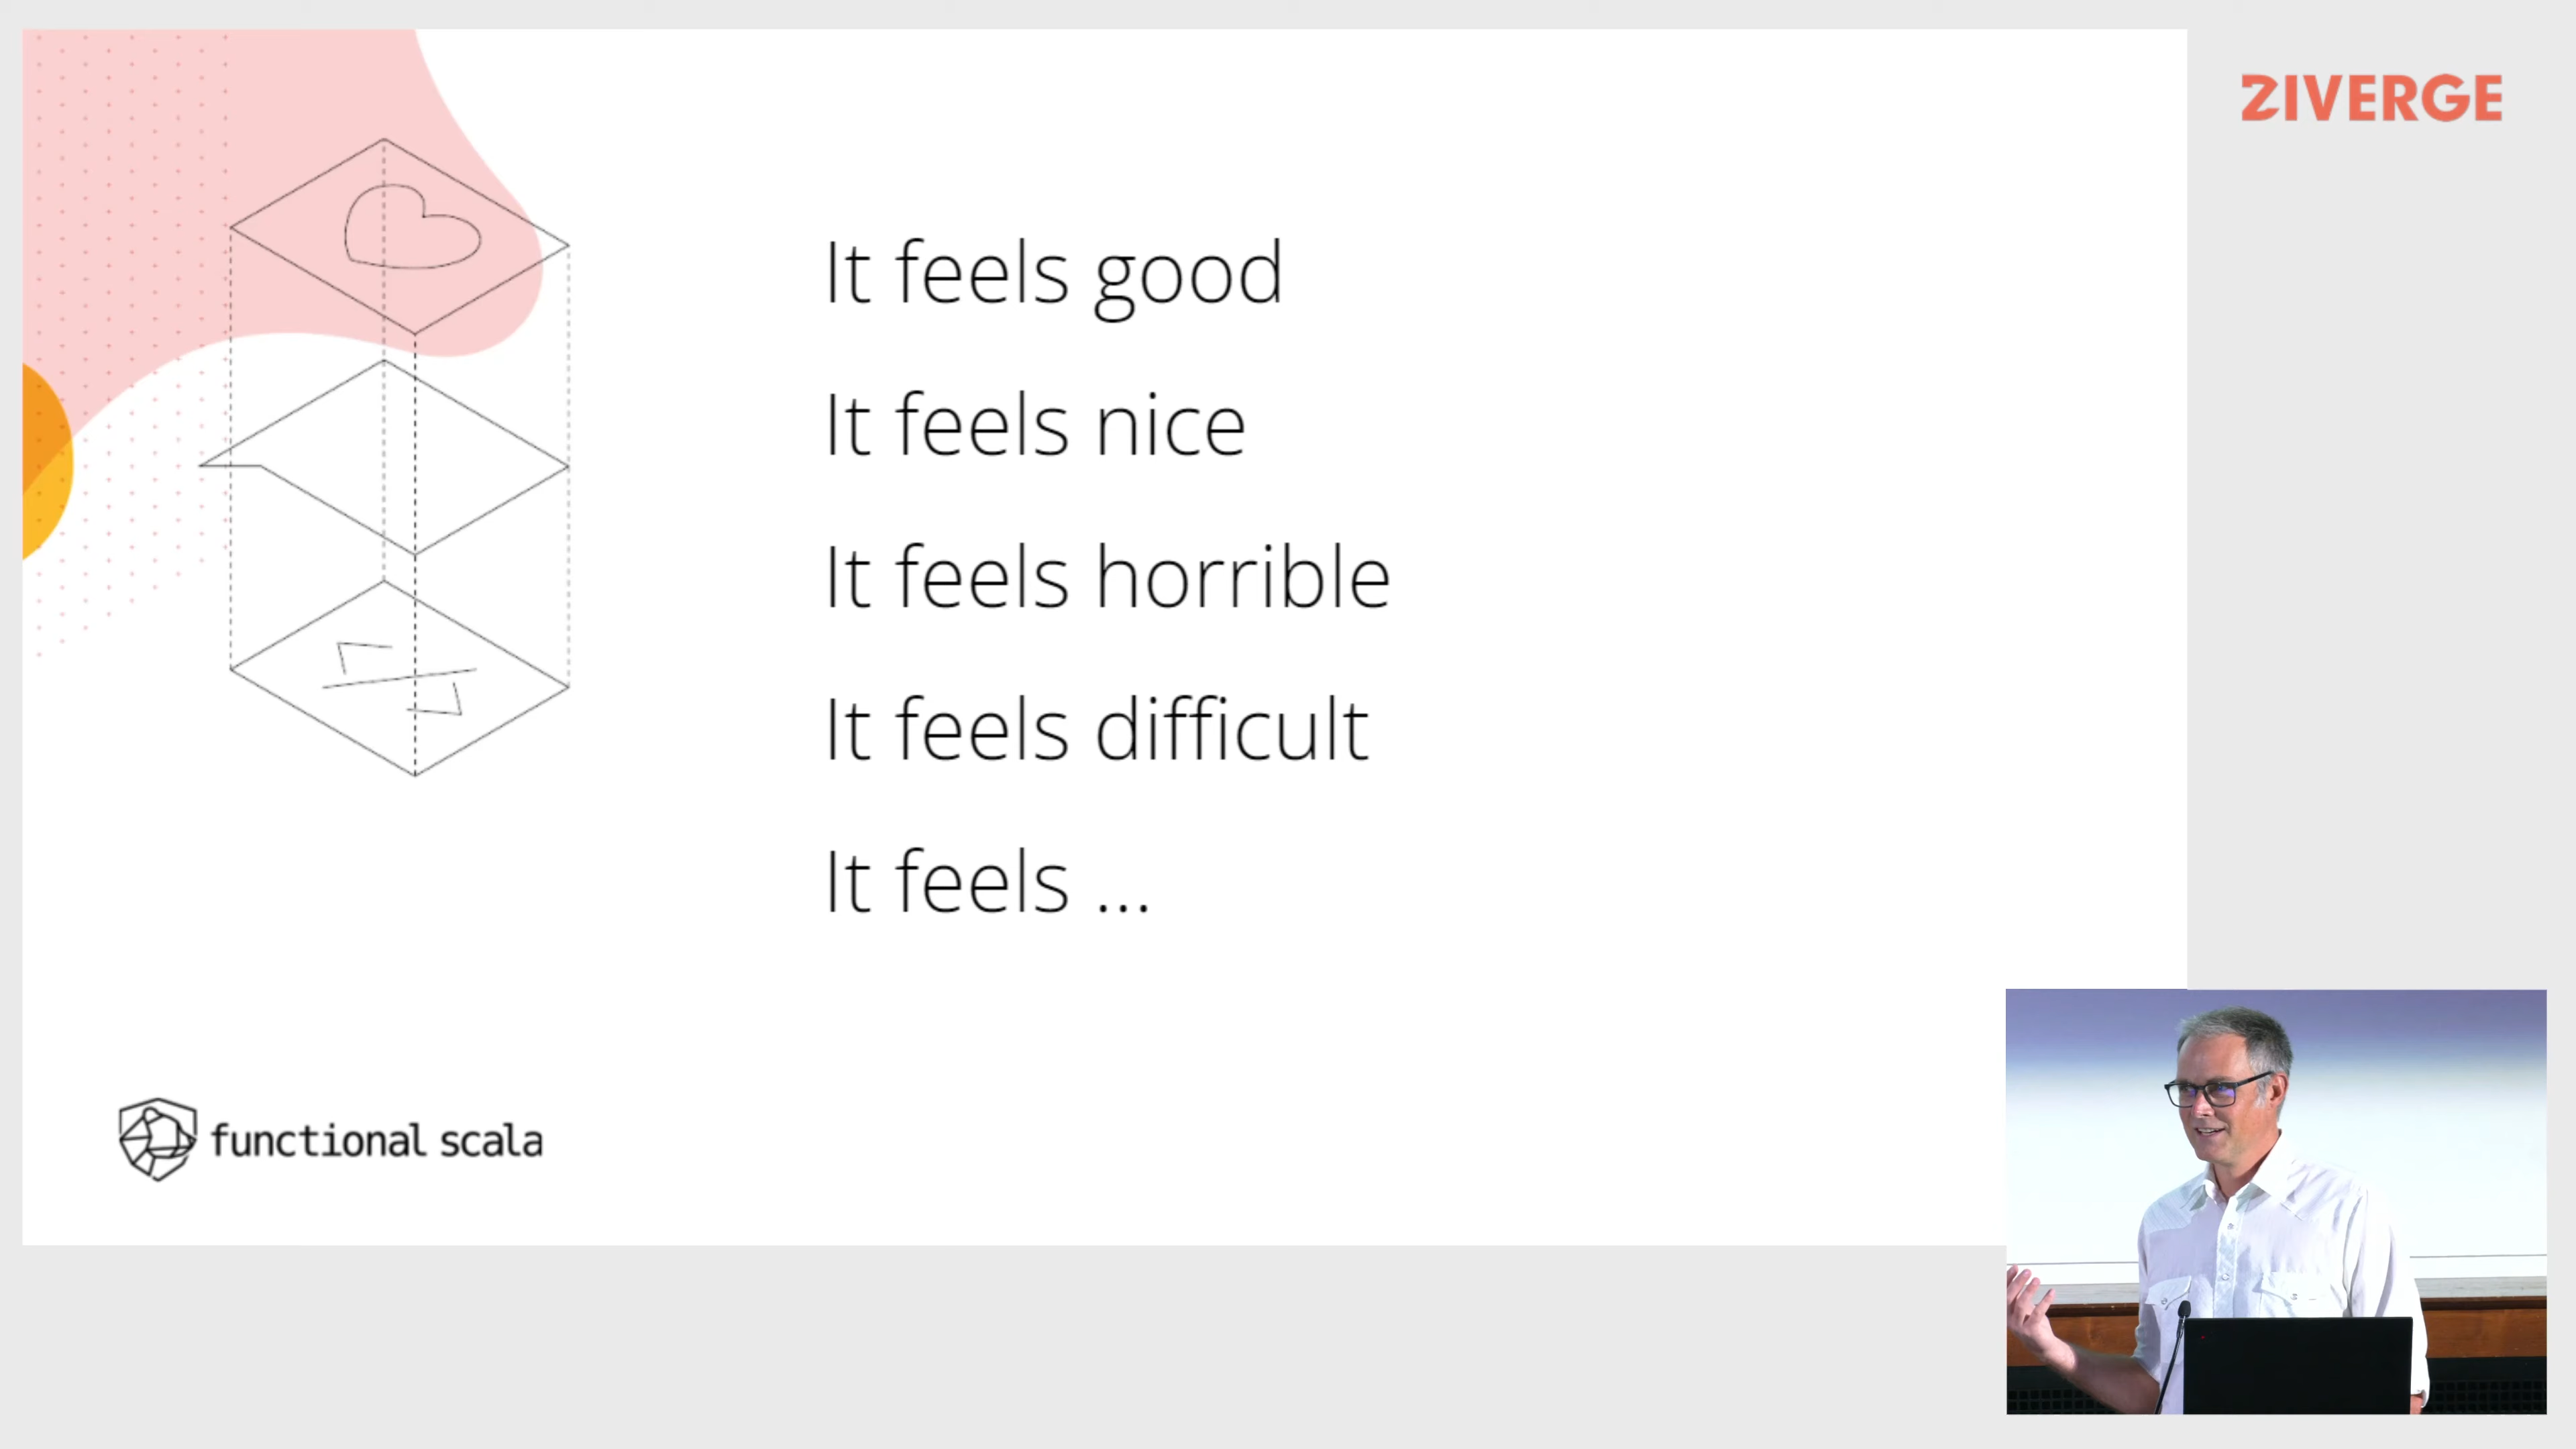 ZIVERGE
It feels good
It feels nice
It feels horrible
It feels difficult
It feels ...
functional scala